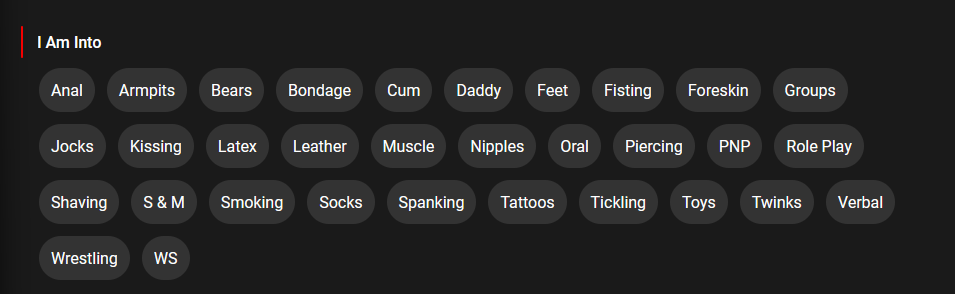 I Am Into
Anal Armpits Bears Bondage Cum Daddy Feet Fisting Foreskin Groups
Jocks Kissing Latex Leather Muscle Nipples Oral Piercing PNP Role Play
Shaving S & M Smoking Socks Spanking Tattoos Tickling Toys Twinks Verbal
Wrestling WS